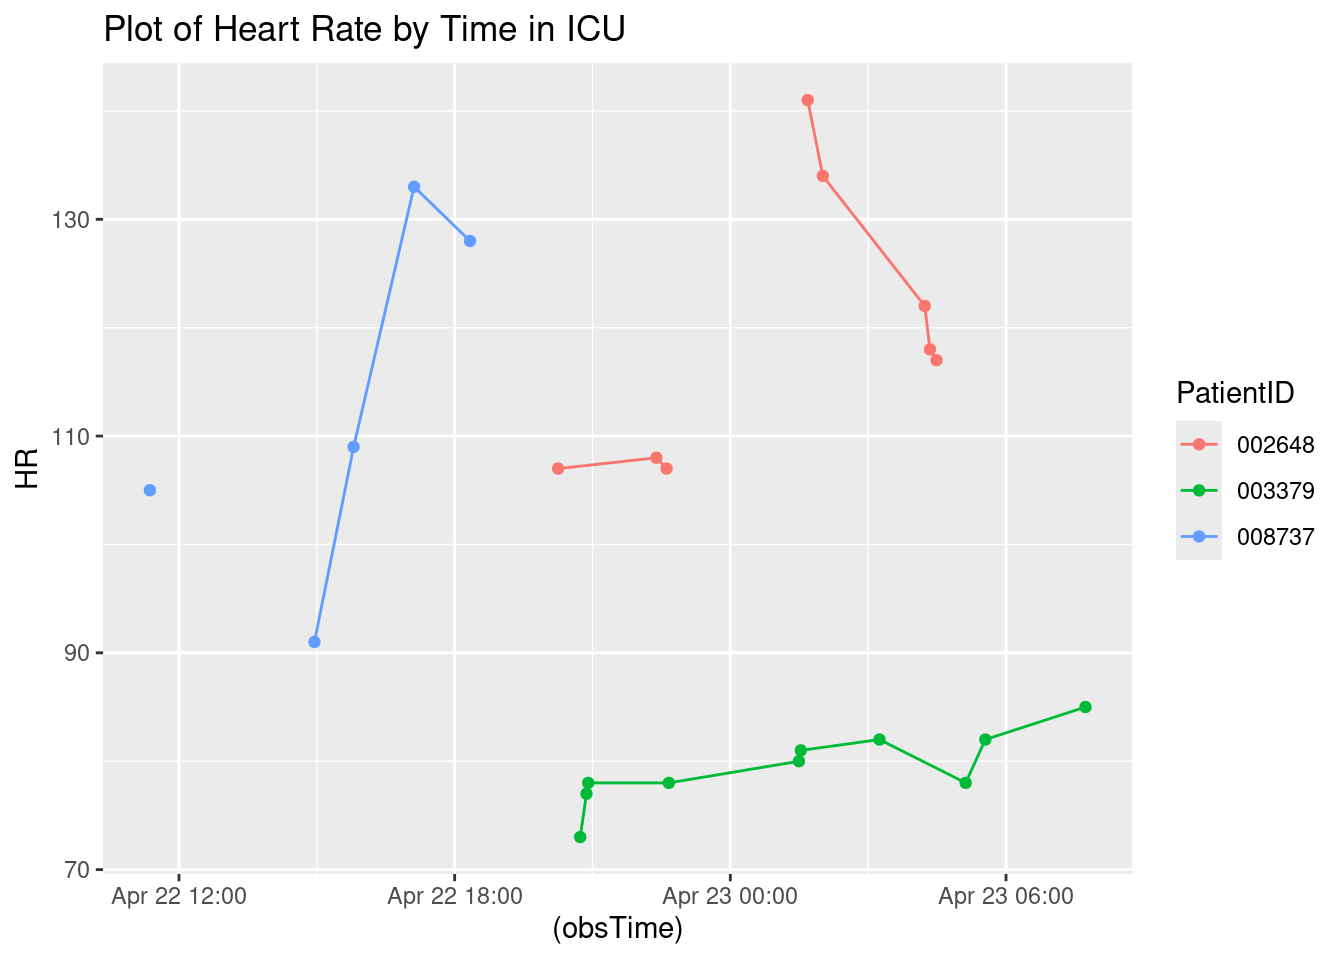 Plot of Heart Rate by Time in ICU
130
110
90
70
HR
Apr 22 12:00
Apr 22 18:00
Apr 23 00:00
Apr 23 06:00
(obsTime)
PatientID
002648
003379
008737